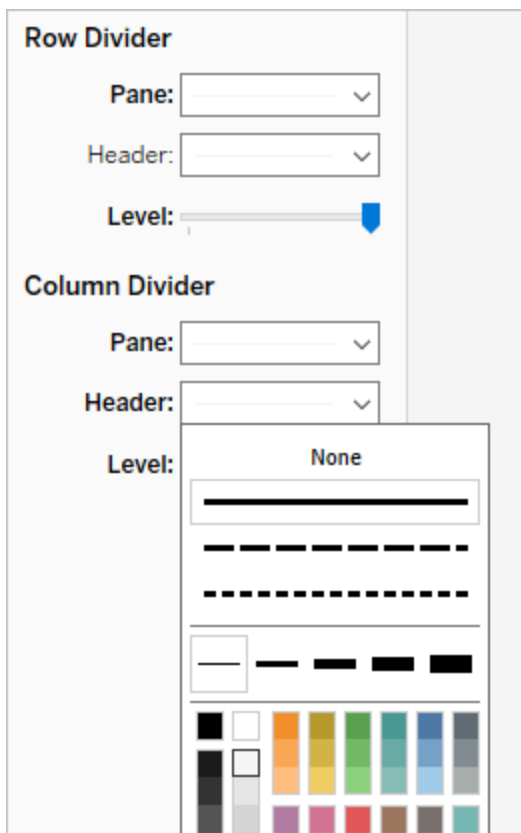 Row Divider
Pane:
Header:
Level:
Column Divider
Pane:
Header:
Level:
None